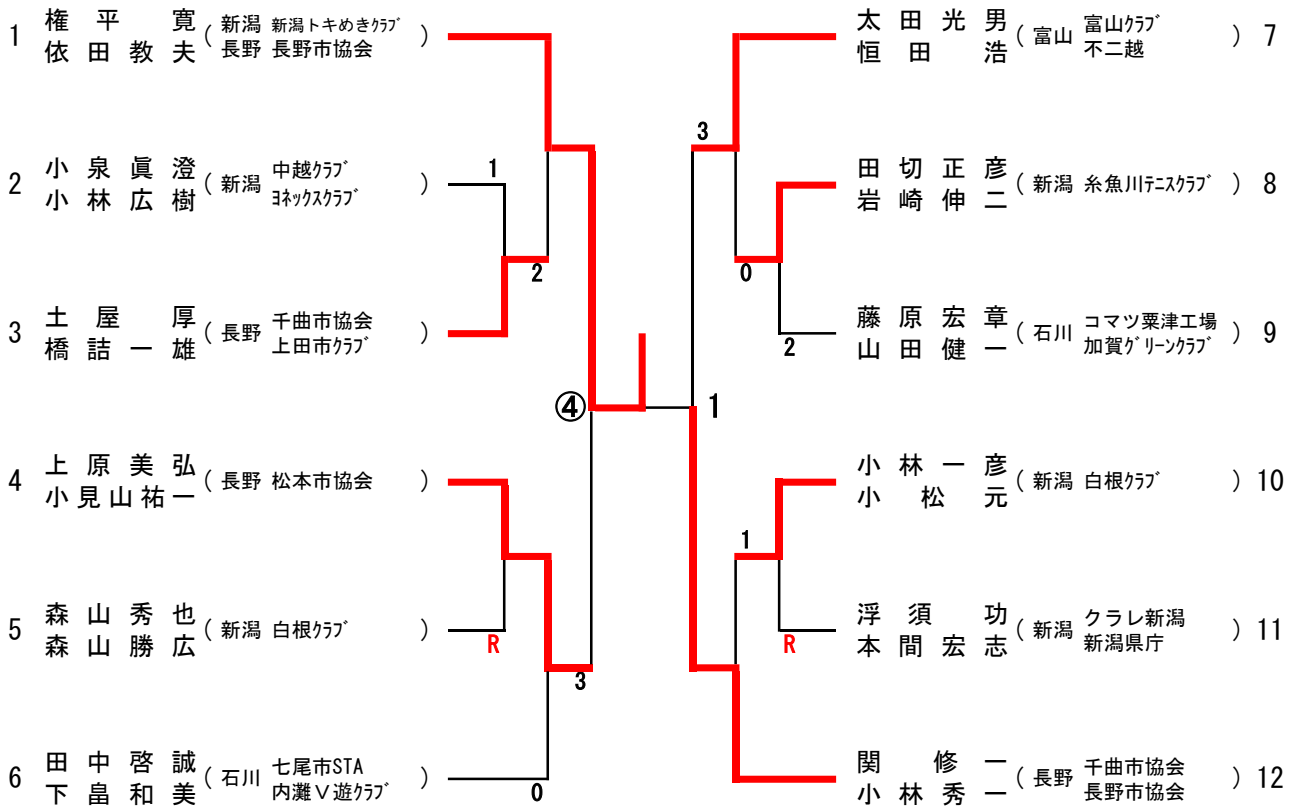 1 権平寛 ( 新潟 新潟トキめきクラブ )
依田教夫 長野 長野市協会
2 小泉眞澄 ( 新潟 中越クラブ )
小林広樹 ヨネックスクラブ
1
2
3 土屋厚 ( 長野 千曲市協会 )
橋詰一雄 上田市クラブ
④
4 上原美弘 ( 長野 松本市協会 )
小見山祐一
5 森山秀也 ( 新潟 白根クラブ )
森山勝広
R
3
6 田中啓誠 ( 石川 七尾市STA )
下畠和美 内灘V遊クラブ
0
太田光男 ( 富山 富山クラブ ) 7
恒田浩 不二越
3
田切正彦 ( 新潟 糸魚川テニスクラブ ) 8
岩崎伸二
0
藤原宏章 ( 石川 コマツ粟津工場 ) 9
山田健一 加賀グリーンクラブ
2
1
小林一彦 ( 新潟 白根クラブ ) 10
小松元
1
浮須功 ( 新潟 クラレ新潟 ) 11
本間宏志 新潟県庁
R
関修一 ( 長野 千曲市協会 ) 12
小林秀一 長野市協会